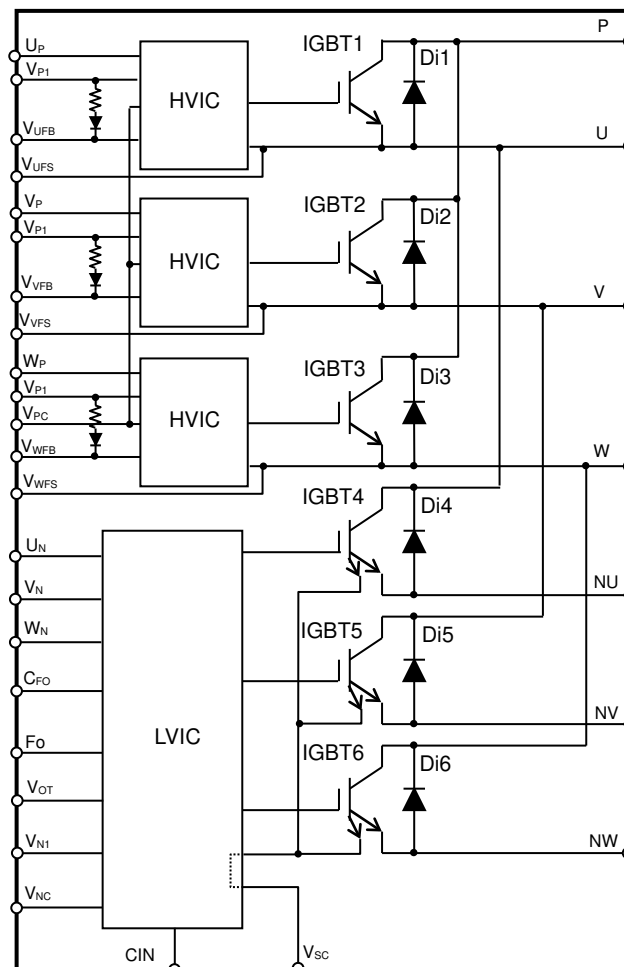 P
IGBT1
Di1
UP
VP1
HVIC
VUFB
U
VUFS
IGBT2
Di2
VP
VP1
HVIC
VVFB
V
VVFS
IGBT3
Di3
WP
VP1
VPC
HVIC
VWFB
W
VWFS
IGBT4
Di4
UN
VN
NU
WN
IGBT5
Di5
CFO
LVIC
NV
Fo
IGBT6
Di6
VOT
VN1
NW
VNC
CIN
VSC